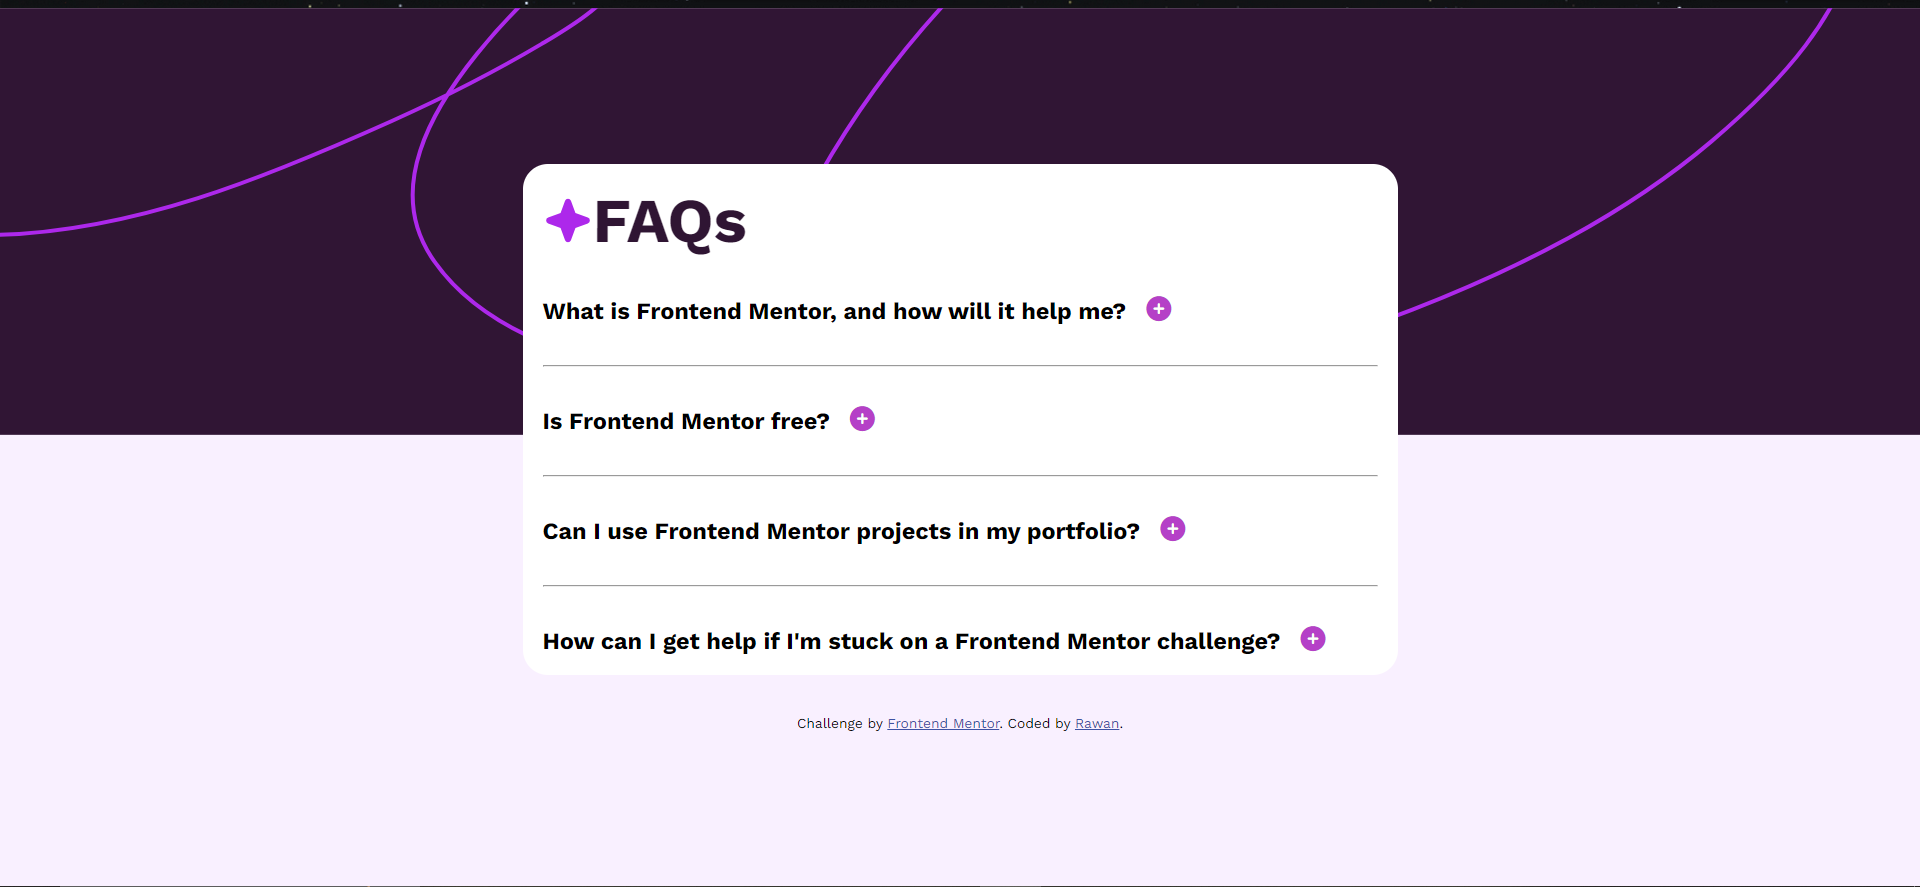 FAQs
What is Frontend Mentor, and how will it help me?
Is Frontend Mentor free?
Can I use Frontend Mentor projects in my portfolio?
How can I get help if I'm stuck on a Frontend Mentor challenge?
Challenge by Frontend Mentor. Coded by Rawan.